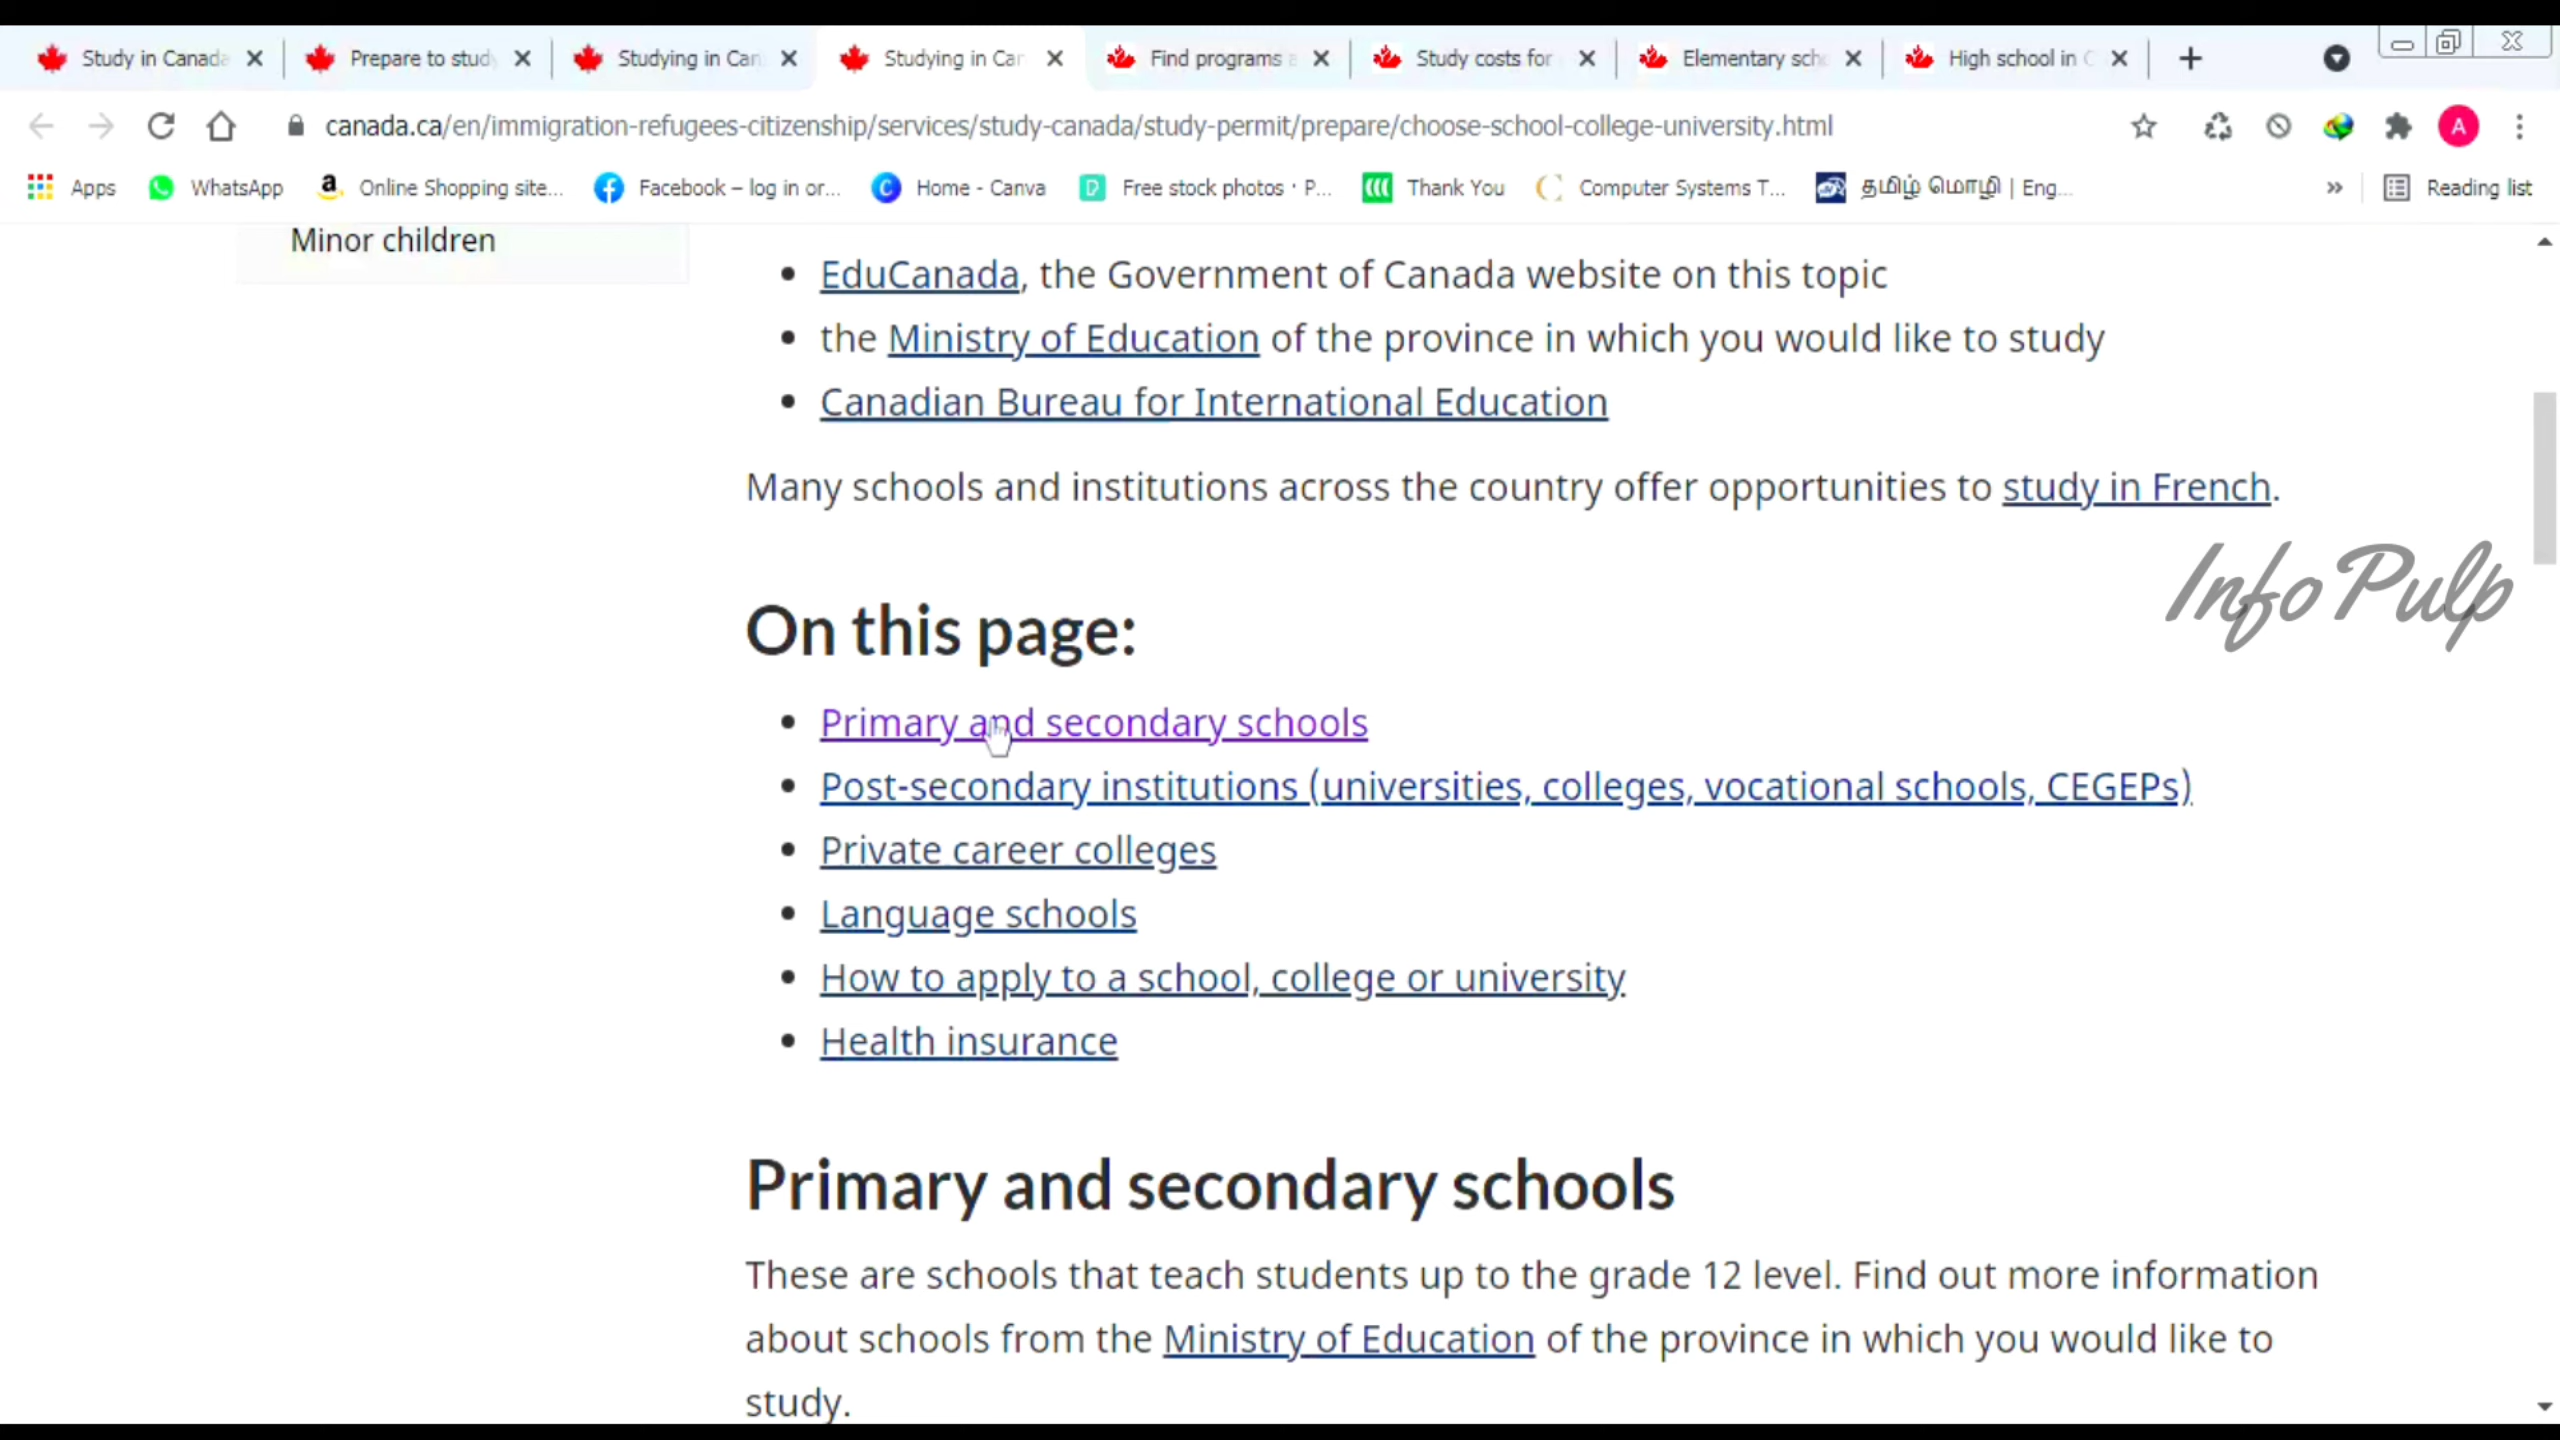 Study in Canada
Prepare to study
Studying in Can
Studying in Can
Find programs a
Study costs for
Elementary scho
High school in C
canada.ca/en/immigration-refugees-citizenship/services/study-canada/study-permit/prepare/choose-school-college-university.html
A
Apps
WhatsApp
Online Shopping site...
Facebook – log in or...
Home - Canva
Free stock photos · P...
Thank You
Computer Systems T...
தமிழ் மொழி | Eng...
Reading list
Minor children
EduCanada, the Government of Canada website on this topic
the Ministry of Education of the province in which you would like to study
Canadian Bureau for International Education
Many schools and institutions across the country offer opportunities to study in French.
Info Pulp
On this page:
Primary and secondary schools
Post-secondary institutions (universities, colleges, vocational schools, CEGEPs)
Private career colleges
Language schools
How to apply to a school, college or university
Health insurance
Primary and secondary schools
These are schools that teach students up to the grade 12 level. Find out more information
about schools from the Ministry of Education of the province in which you would like to
study.